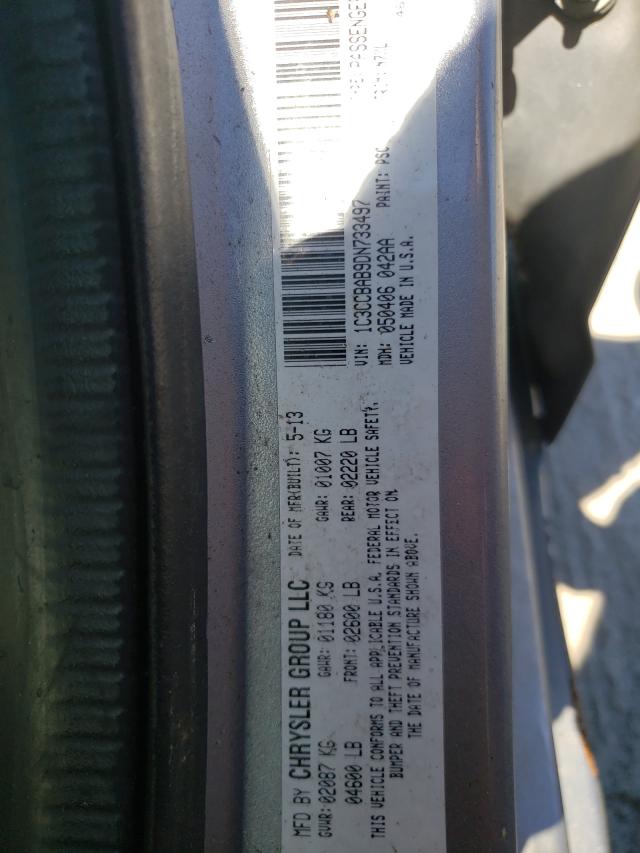 MFD BY CHRYSLER GROUP LLC DATE OF MFR(BUILT): 5-13
GVWR: 02087 KG GAWR: 01180 KG GAWR: 01007 KG
04600 LB FRONT: 02600 LB REAR: 02220 LB
THIS VEHICLE CONFORMS TO ALL APPLICABLE U.S.A. FEDERAL MOTOR VEHICLE SAFETY,
BUMPER AND THEFT PREVENTION STANDARDS IN EFFECT ON
THE DATE OF MANUFACTURE SHOWN ABOVE.
VIN: 1C3CCBAB9DN733497 PASSENGER
MDH: 050406 042AA PAINT: PSC
VEHICLE MADE IN U.S.A.